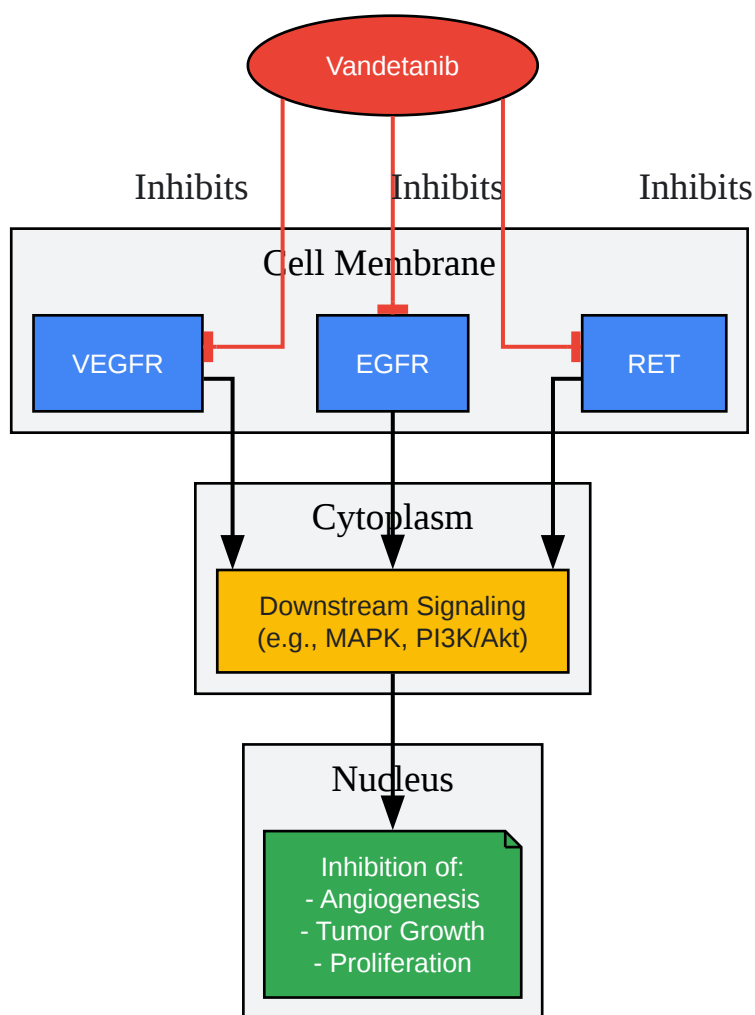 Vandetanib
Inhibits Inhibits Inhibits
Cell Membrane
VEGFR EGFR RET
Cytoplasm
Downstream Signaling
(e.g., MAPK, PI3K/Akt)
Nucleus
Inhibition of:
- Angiogenesis
- Tumor Growth
- Proliferation